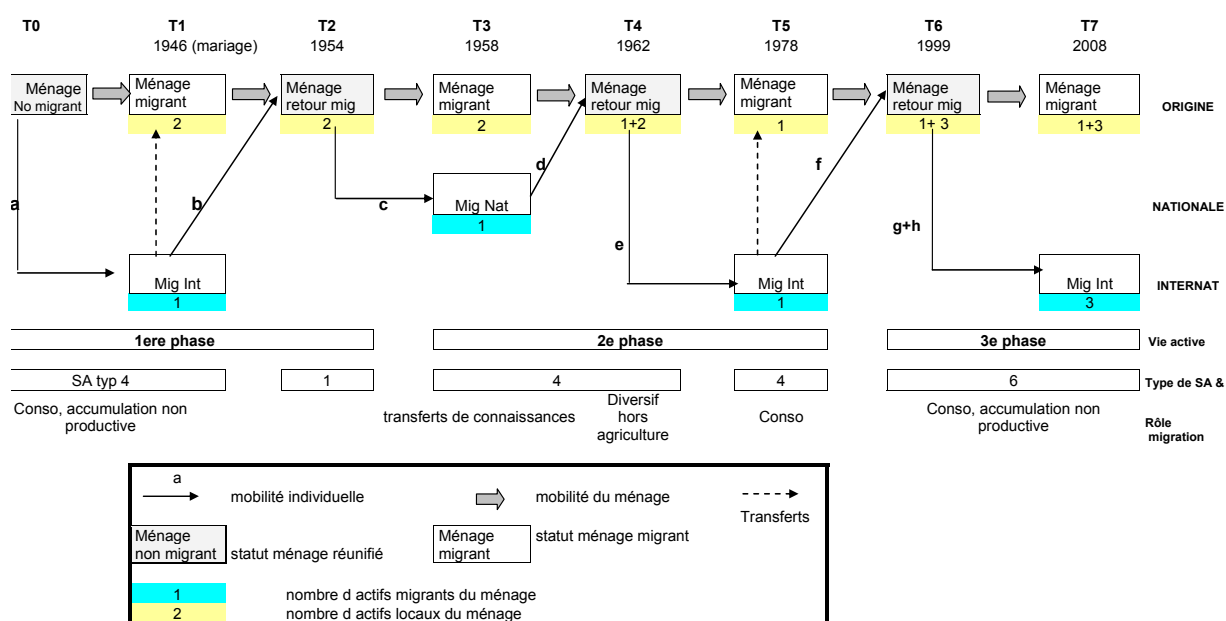 T0 T1 T2 T3 T4 T5 T6 T7
1946 (mariage) 1954 1958 1962 1978 1999 2008
Ménage No migrant
Ménage migrant
Ménage retour mig
Ménage migrant
Ménage retour mig
Ménage migrant
Ménage retour mig
Ménage migrant
ORIGINE
2 2 2 1+2 1 1+ 3 1+3
a b c d e f g+h
Mig Nat
1
NATIONALE
Mig Int Mig Int Mig Int
1 1 3
INTERNAT
1ere phase 2e phase 3e phase Vie active
SA typ 4 1 4 4 6 Type de SA &
Conso, accumulation non productive
transferts de connaissances
Diversif hors agriculture
Conso
Conso, accumulation non productive
Rôle migration
a
mobilité individuelle
mobilité du ménage
Transferts
Ménage non migrant
statut ménage réunifié
Ménage migrant
statut ménage migrant
1 nombre d actifs migrants du ménage
2 nombre d actifs locaux du ménage